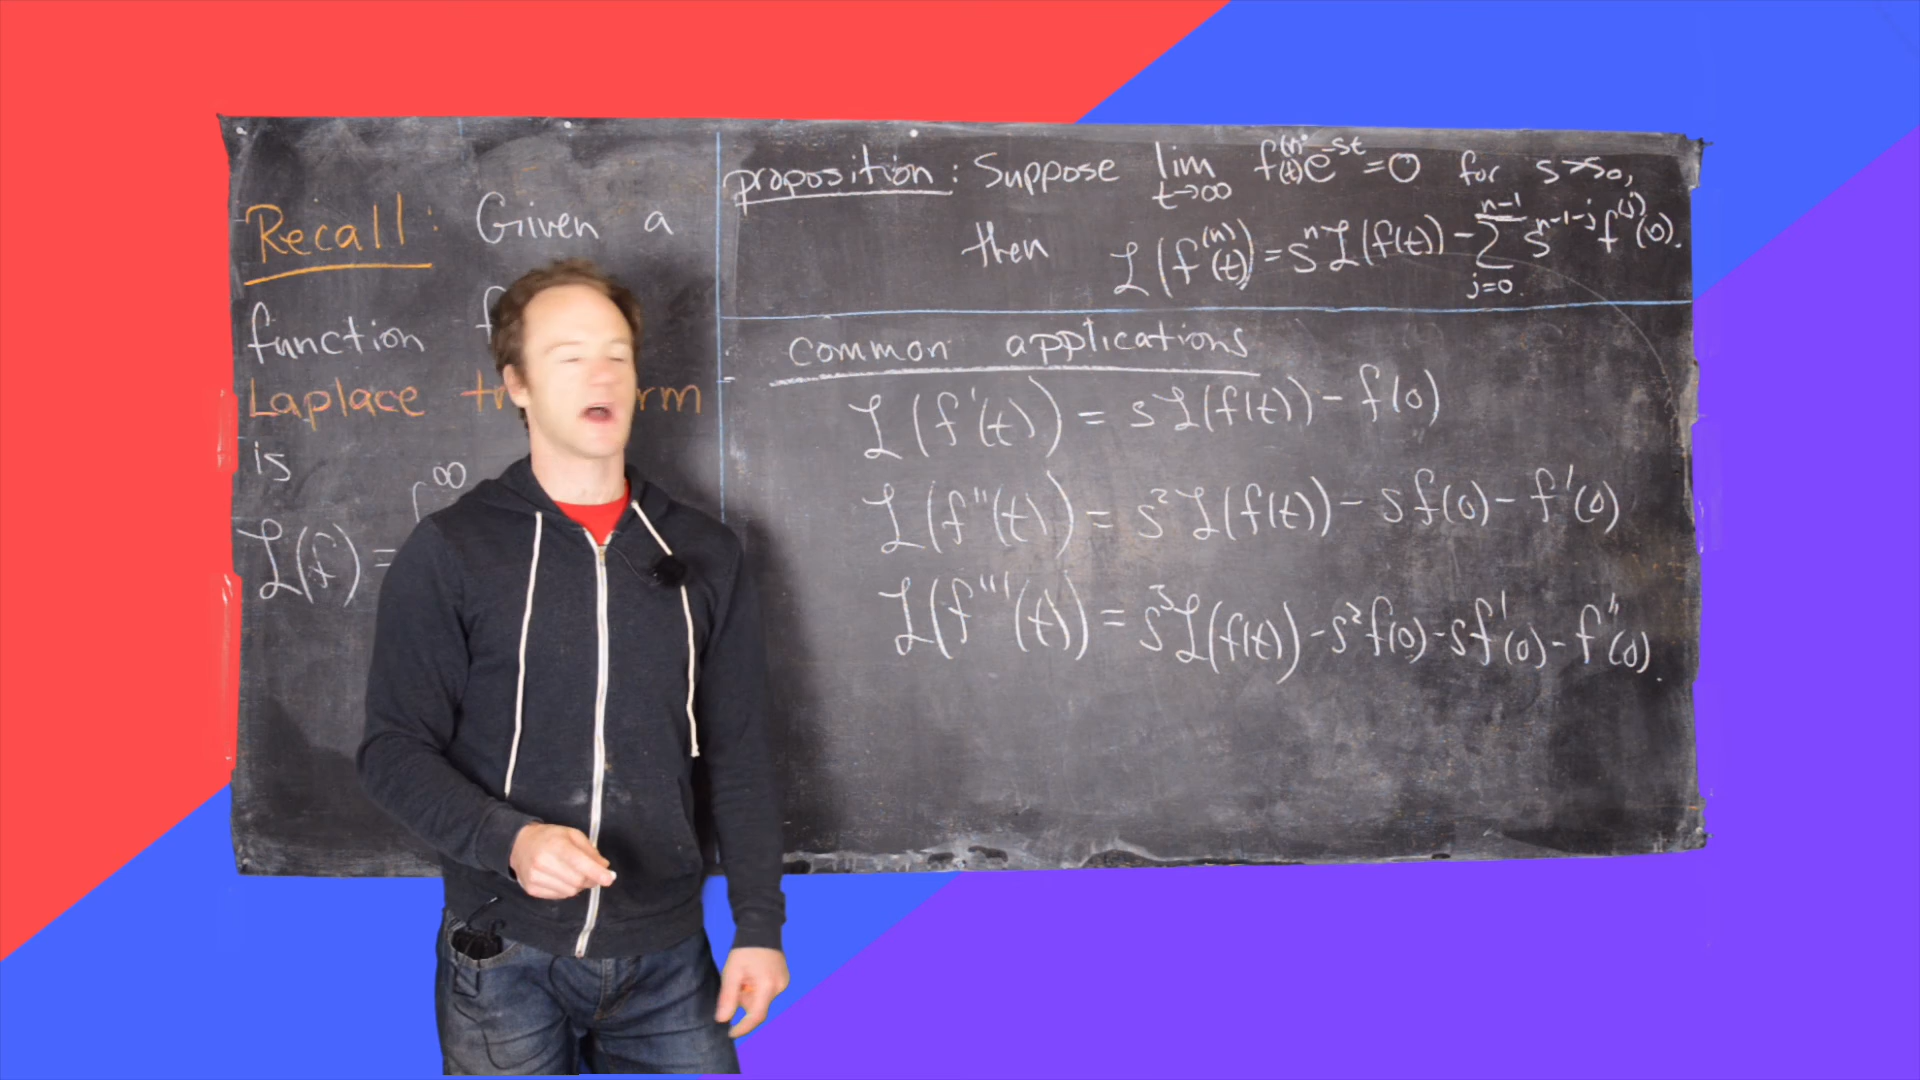 Recall: Given a
function f
Laplace tr rm
is
∞
ℒ(f) =
proposition: Suppose lim t→∞ f⁽ⁿ⁾(t)e^{-st} = 0 for s>s₀,
then ℒ(f⁽ⁿ⁾(t)) = sⁿℒ(f(t)) - ∑_{j=0}^{n-1} s^{n-1-j} f^{(j)}(0).
common applications
ℒ(f'(t)) = sℒ(f(t)) - f(0)
ℒ(f''(t)) = s²ℒ(f(t)) - sf(0) - f'(0)
ℒ(f'''(t)) = s³ℒ(f(t)) - s²f(0) - sf'(0) - f''(0).